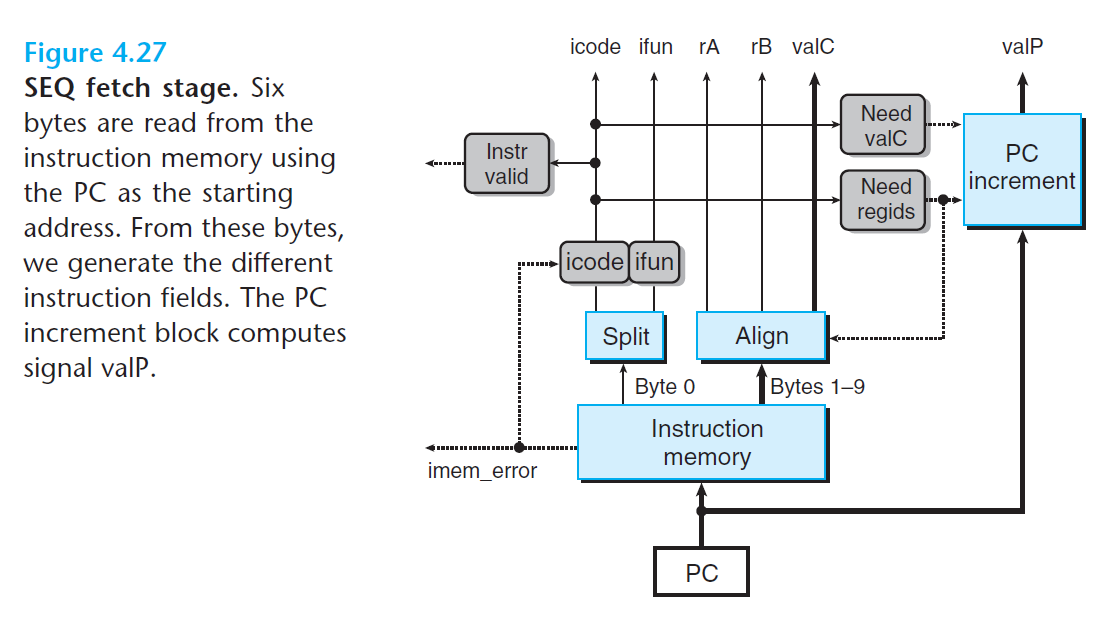 Figure 4.27
SEQ fetch stage. Six
bytes are read from the
instruction memory using
the PC as the starting
address. From these bytes,
we generate the different
instruction fields. The PC
increment block computes
signal valP.
icode ifun rA rB valC valP
Need
valC
Instr
valid
PC
increment
Need
regids
icode ifun
Split
Align
Byte 0
Bytes 1–9
Instruction
memory
imem_error
PC